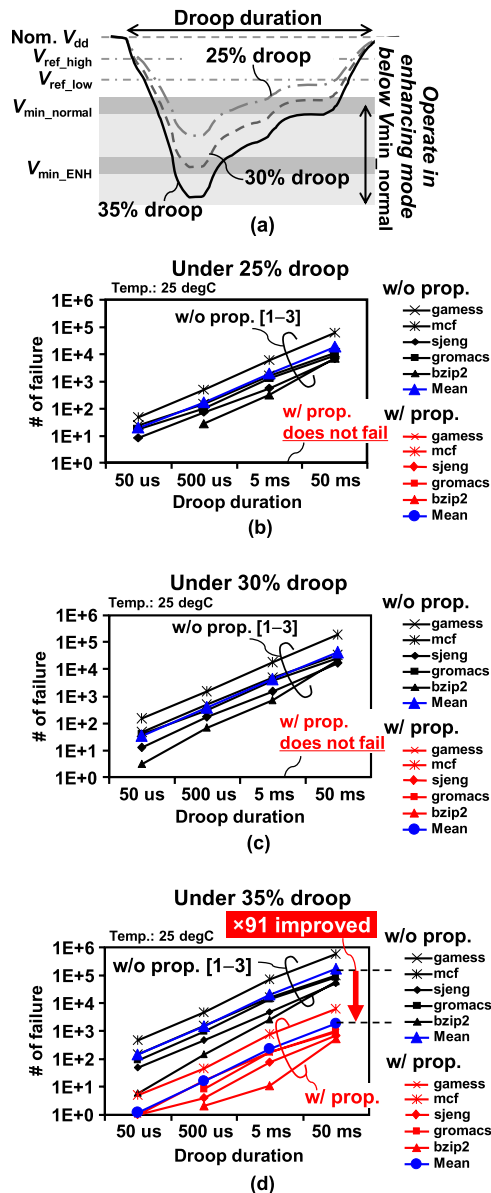 Droop duration
Nom. Vdd
Vref_high
Vref_low
Vmin_normal
Vmin_ENH
25% droop
30% droop
35% droop
Operate in
enhancing mode
below Vmin_normal
(a)
Under 25% droop
Temp.: 25 degC
1E+6
1E+5
1E+4
1E+3
1E+2
1E+1
1E+0
# of failure
w/o prop. [1–3]
w/ prop.
does not fail
50 us
500 us
5 ms
50 ms
Droop duration
(b)
w/o prop.
gamess
mcf
sjeng
gromacs
bzip2
Mean
w/ prop.
gamess
mcf
sjeng
gromacs
bzip2
Mean
Under 30% droop
Temp.: 25 degC
1E+6
1E+5
1E+4
1E+3
1E+2
1E+1
1E+0
# of failure
w/o prop. [1–3]
w/ prop.
does not fail
50 us
500 us
5 ms
50 ms
Droop duration
(c)
w/o prop.
gamess
mcf
sjeng
gromacs
bzip2
Mean
w/ prop.
gamess
mcf
sjeng
gromacs
bzip2
Mean
Under 35% droop
×91 improved
Temp.: 25 degC
1E+6
1E+5
1E+4
1E+3
1E+2
1E+1
1E+0
# of failure
w/o prop. [1–3]
w/ prop.
50 us
500 us
5 ms
50 ms
Droop duration
(d)
w/o prop.
gamess
mcf
sjeng
gromacs
bzip2
Mean
w/ prop.
gamess
mcf
sjeng
gromacs
bzip2
Mean